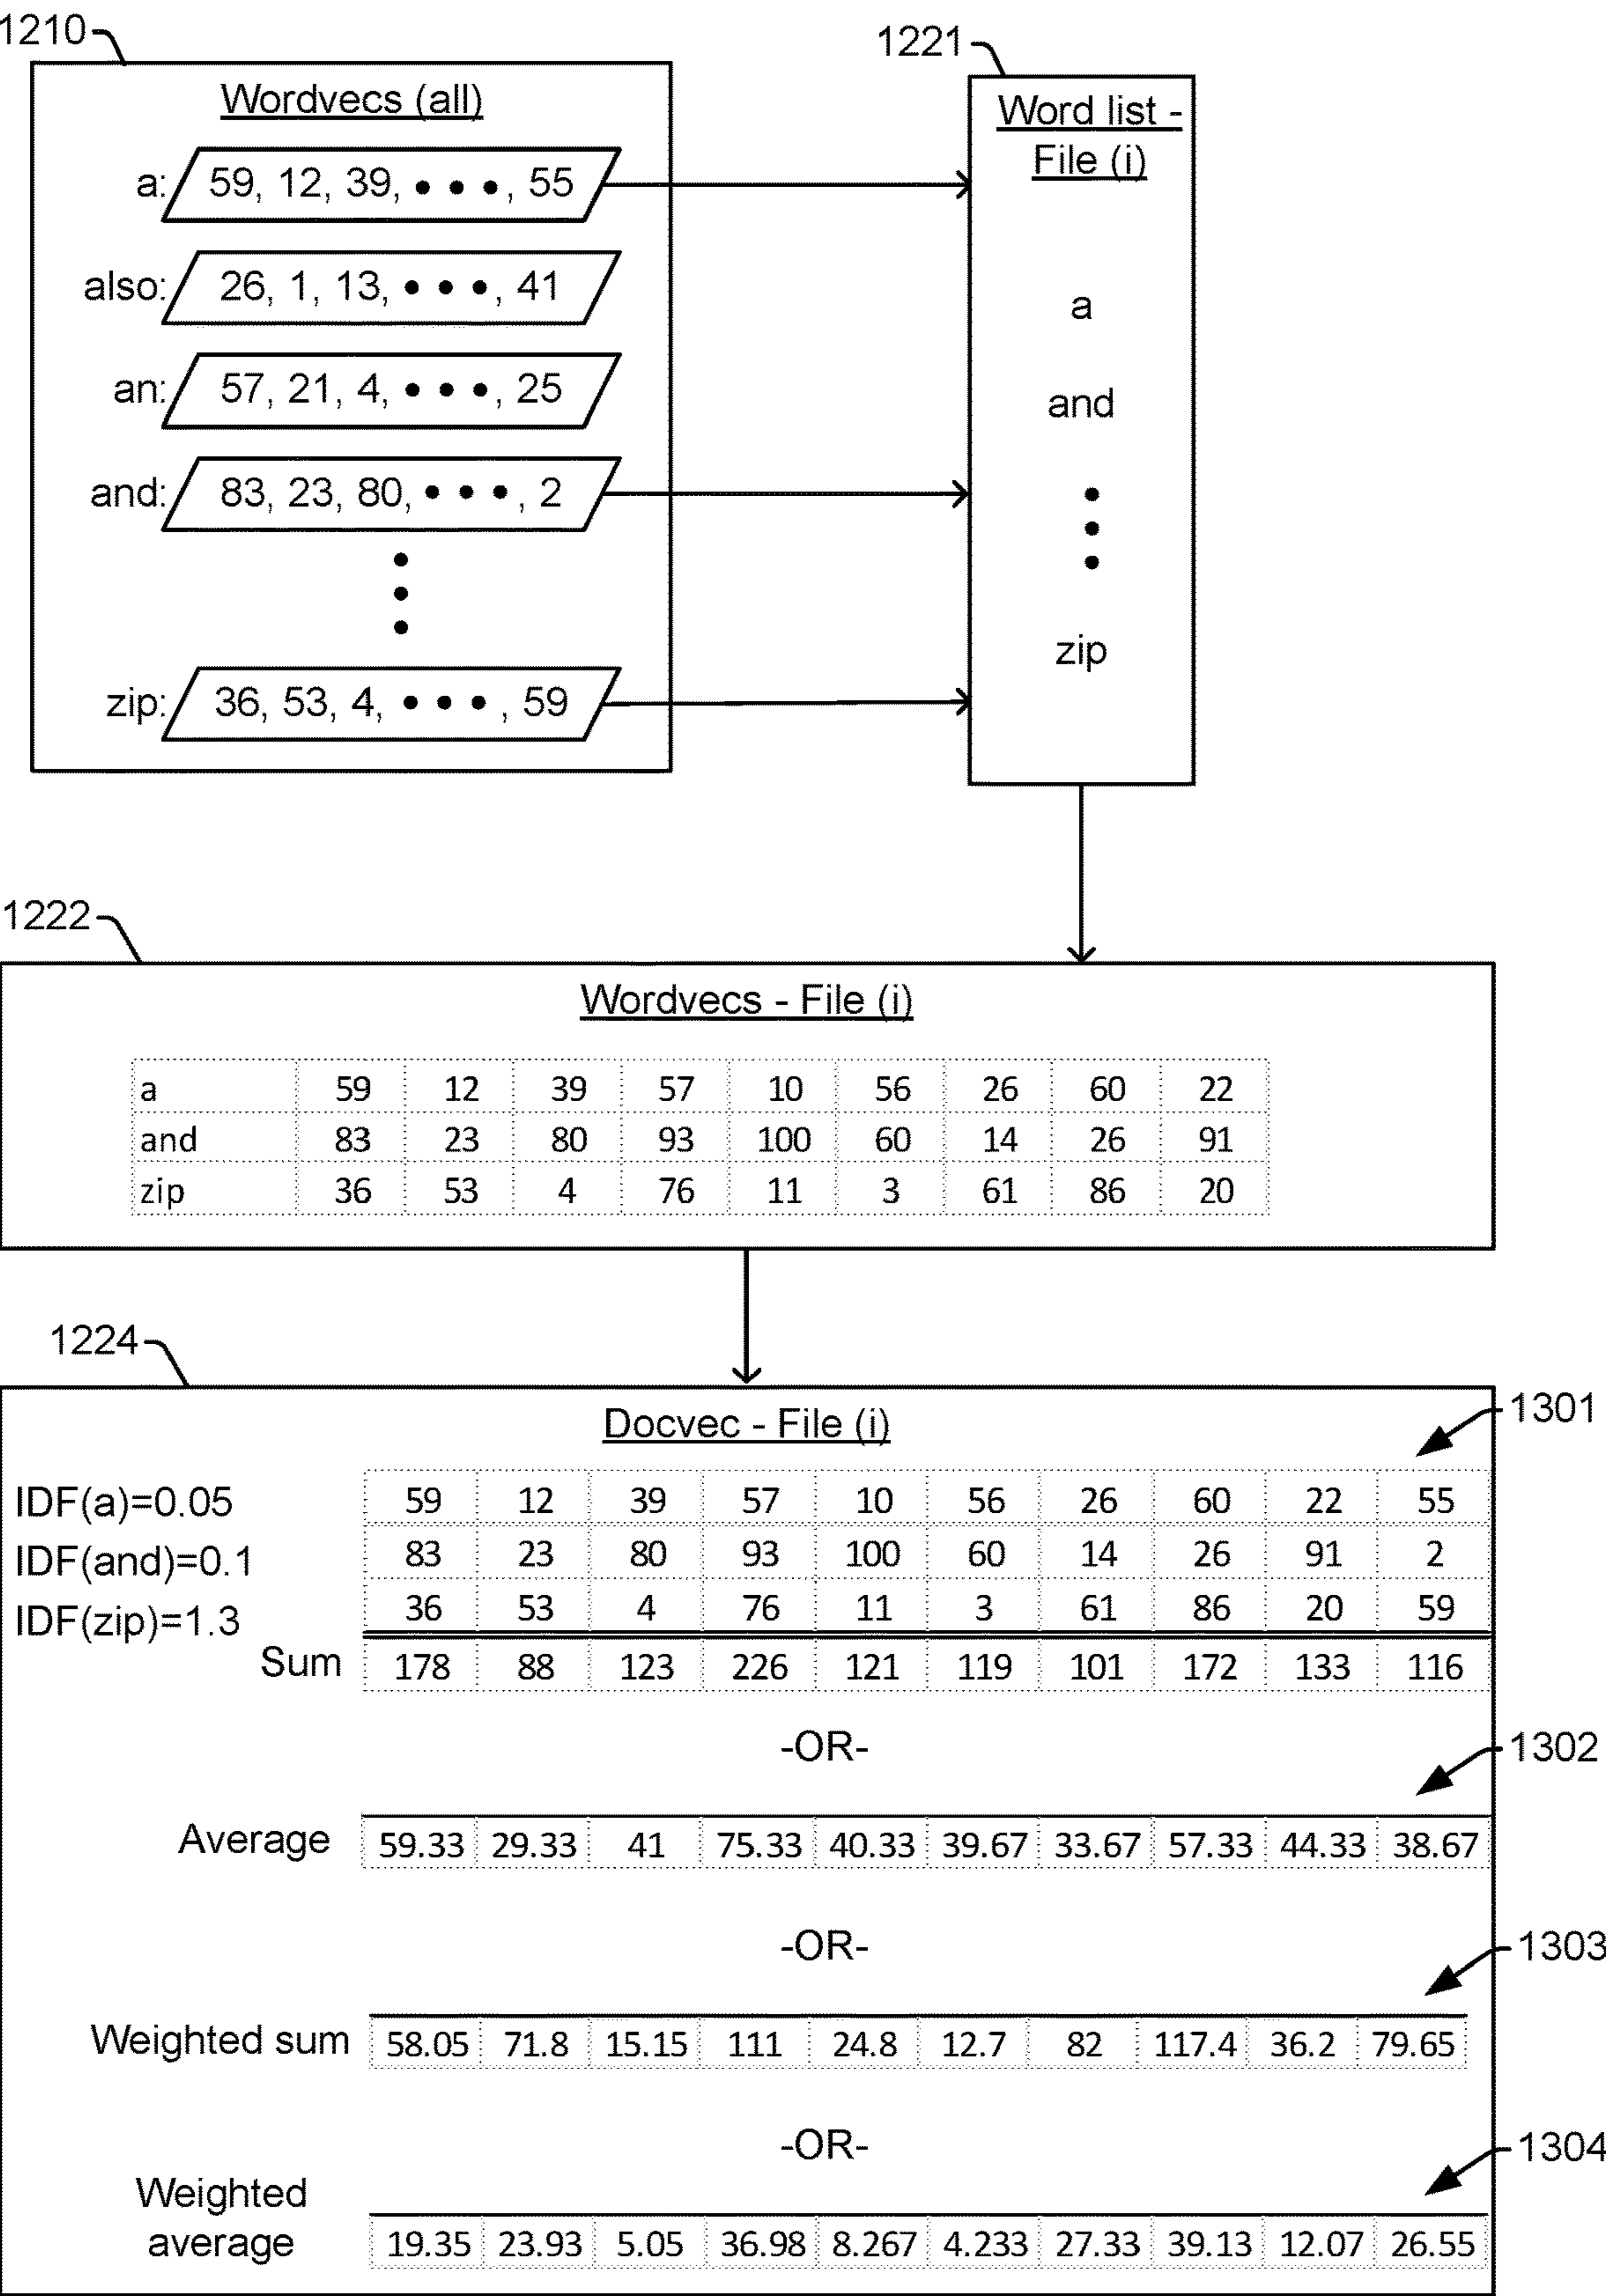 1210
Wordvecs (all)
a: 59, 12, 39, • • •, 55
also: 26, 1, 13, • • •, 41
an: 57, 21, 4, • • •, 25
and: 83, 23, 80, • • • , 2
zip: 36, 53, 4, • • • , 59
1221
Word list -
File (i)
a
and
zip
1222
Wordvecs - File (i)
a 59 12 39 57 10 56 26 60 22
and 83 23 80 93 100 60 14 26 91
zip 36 53 4 76 11 3 61 86 20
1224
Docvec - File (i)
1301
IDF(a)=0.05 59 12 39 57 10 56 26 60 22 55
IDF(and)=0.1 83 23 80 93 100 60 14 26 91 2
IDF(zip)=1.3 36 53 4 76 11 3 61 86 20 59
Sum 178 88 123 226 121 119 101 172 133 116
-OR-
1302
Average 59.33 29.33 41 75.33 40.33 39.67 33.67 57.33 44.33 38.67
-OR-
1303
Weighted sum 58.05 71.8 15.15 111 24.8 12.7 82 117.4 36.2 79.65
-OR-
1304
Weighted
average 19.35 23.93 5.05 36.98 8.267 4.233 27.33 39.13 12.07 26.55